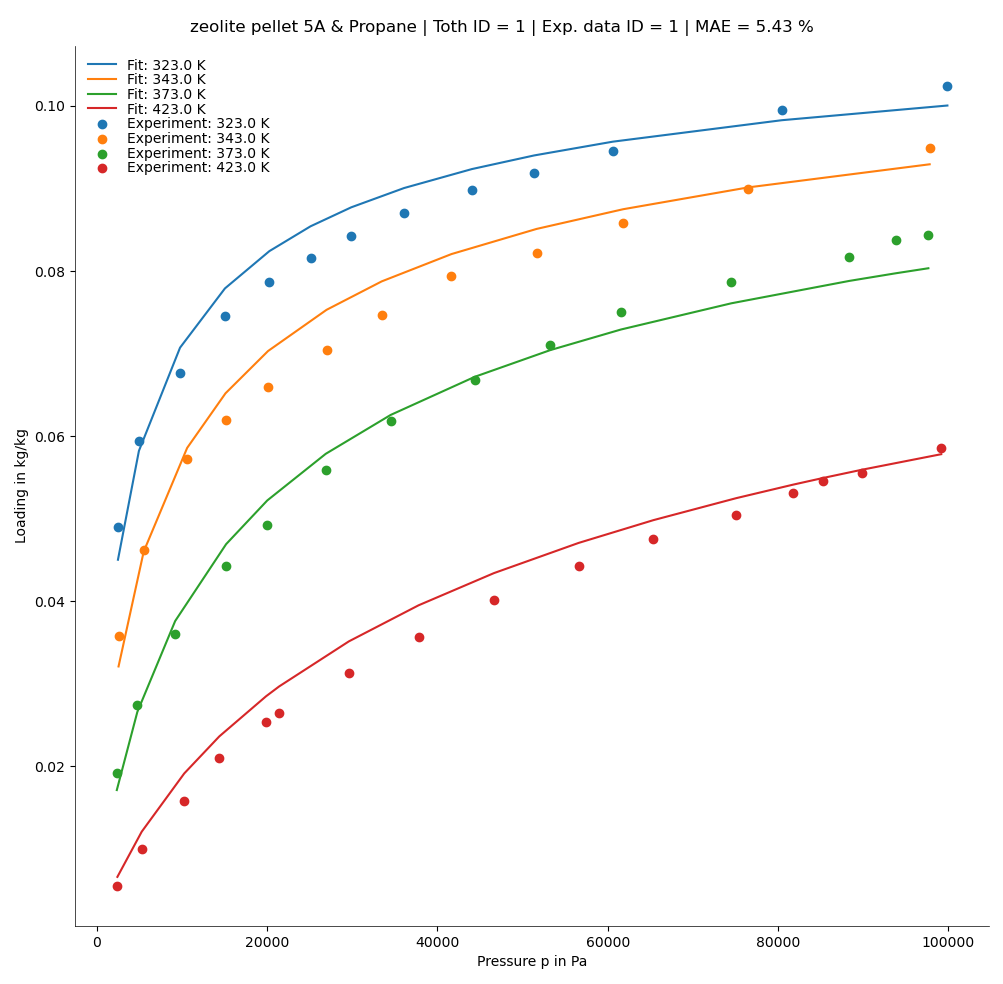 zeolite pellet 5A & Propane | Toth ID = 1 | Exp. data ID = 1 | MAE = 5.43 %
Fit: 323.0 K
Fit: 343.0 K
Fit: 373.0 K
Fit: 423.0 K
Experiment: 323.0 K
Experiment: 343.0 K
Experiment: 373.0 K
Experiment: 423.0 K
0.10
0.08
0.06
0.04
0.02
Loading in kg/kg
0 20000 40000 60000 80000 100000
Pressure p in Pa